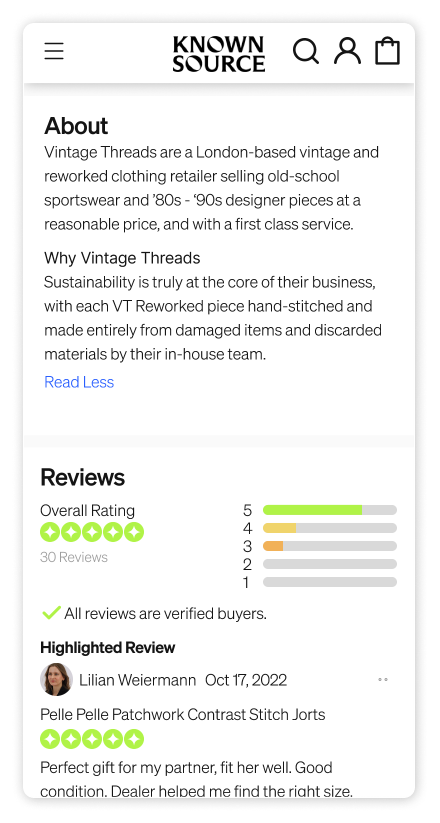 KNOWN
SOURCE
About
Vintage Threads are a London-based vintage and
reworked clothing retailer selling old-school
sportswear and ’80s - ‘90s designer pieces at a
reasonable price, and with a first class service.
Why Vintage Threads
Sustainability is truly at the core of their business,
with each VT Reworked piece hand-stitched and
made entirely from damaged items and discarded
materials by their in-house team.
Read Less
Reviews
Overall Rating
30 Reviews
5
4
3
2
1
All reviews are verified buyers.
Highlighted Review
Lilian Weiermann Oct 17, 2022
Pelle Pelle Patchwork Contrast Stitch Jorts
Perfect gift for my partner, fit her well. Good
condition. Dealer helped me find the right size.